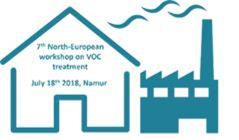 7th North-European
workshop on VOC
treatment
July 18th 2018, Namur